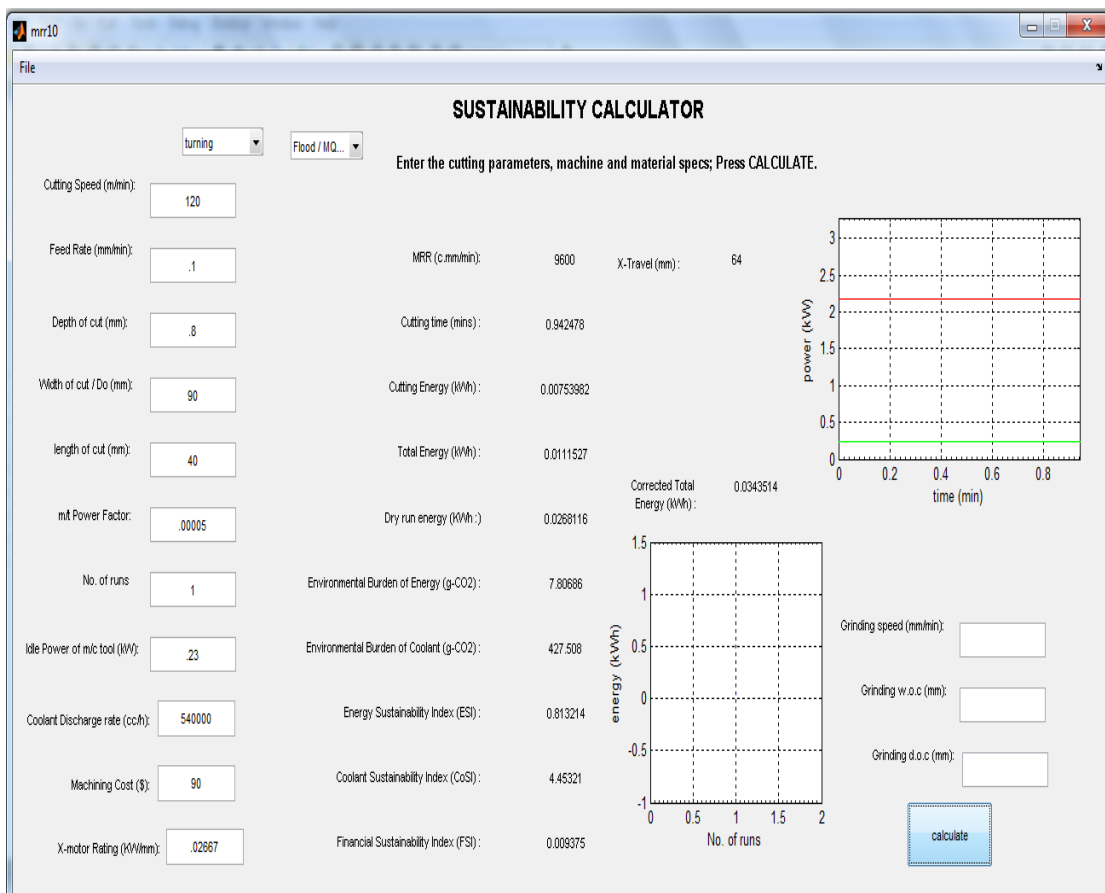 mrr10
File
SUSTAINABILITY CALCULATOR
turning
Flood / MQ...
Enter the cutting parameters, machine and material specs; Press CALCULATE.
Cutting Speed (m/min):
120
Feed Rate (mm/min):
.1
Depth of cut (mm):
.8
Width of cut / Do (mm):
90
length of cut (mm):
40
m/t Power Factor:
.00005
No. of runs
1
Idle Power of m/c tool (kW):
.23
Coolant Discharge rate (cc/h):
540000
Machining Cost ($):
90
X-motor Rating (KW/mm):
.02667
MRR (c.mm/min):
9600
Cutting time (mins) :
0.942478
Cutting Energy (kWh) :
0.00753982
Total Energy (kWh) :
0.0111527
Dry run energy (KWh :)
0.0268116
Environmental Burden of Energy (g-CO2) :
7.80686
Environmental Burden of Coolant (g-CO2) :
427.508
Energy Sustainability Index (ESI) :
0.813214
Coolant Sustainability Index (CoSI) :
4.45321
Financial Sustainability Index (FSI) :
0.009375
X-Travel (mm) :
64
Corrected Total
Energy (kWh) :
0.0343514
power (kW)
3
2.5
2
1.5
1
0.5
0
0 0.2 0.4 0.6 0.8
time (min)
energy (kWh)
1.5
1
0.5
0
-0.5
-1
0 0.5 1 1.5 2
No. of runs
Grinding speed (mm/min):
Grinding w.o.c (mm):
Grinding d.o.c (mm):
calculate